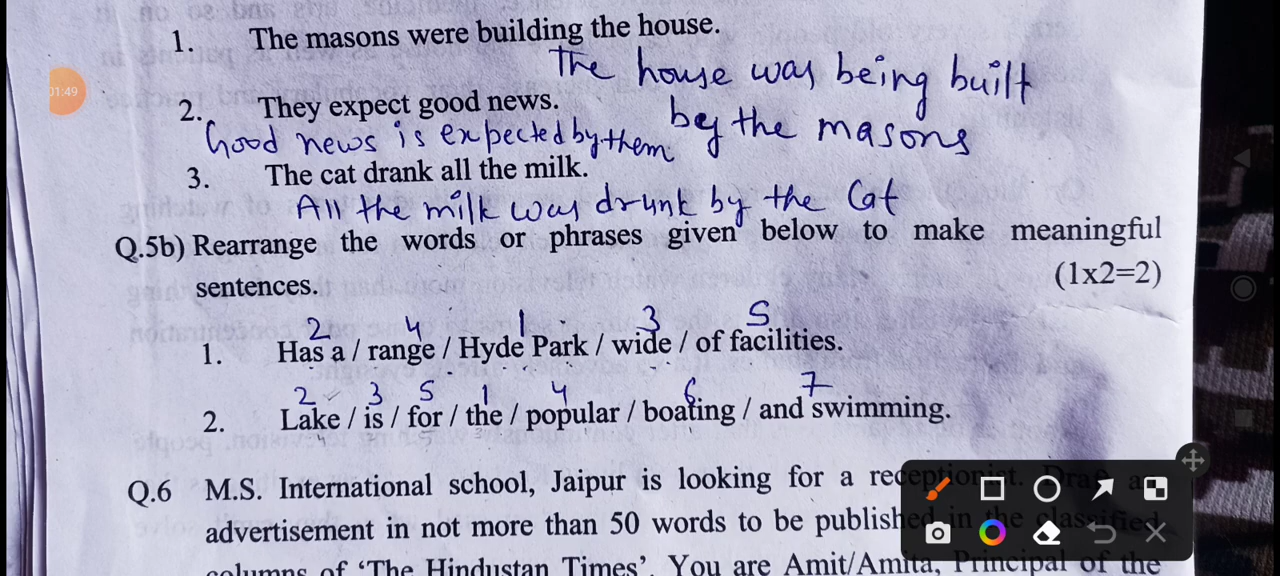 1. The masons were building the house.
The house was being built
2. They expect good news.
by the masons
Good news is expected by them
3. The cat drank all the milk.
All the milk was drunk by the Cat
Q.5b) Rearrange the words or phrases given below to make meaningful
sentences. (1x2=2)
2 4 1 3 5
1. Has a / range / Hyde Park / wide / of facilities.
2 3 5 1 4 6 7
2. Lake / is / for / the / popular / boating / and swimming.
Q.6 M.S. International school, Jaipur is looking for a receptionist. Draft an
advertisement in not more than 50 words to be published in the classified
columns of 'The Hindustan Times'. You are Amit/Amita, Principal of the
01:49